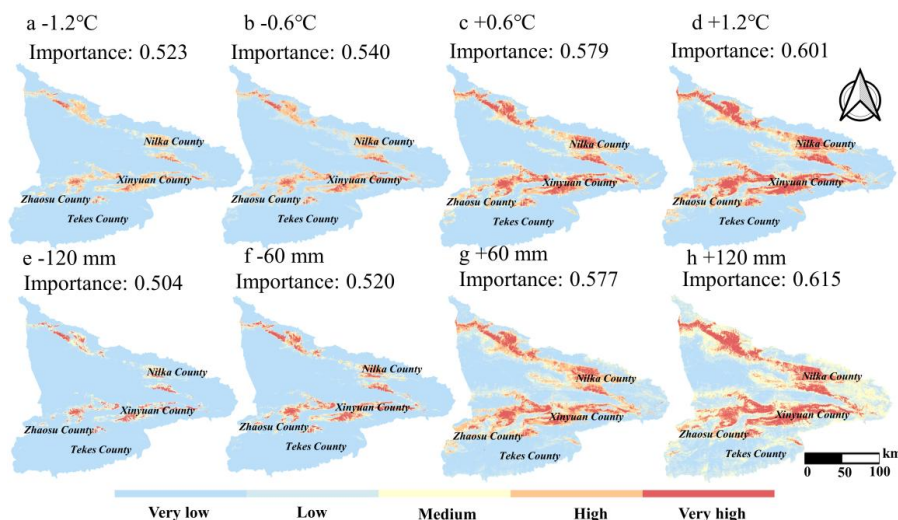 a -1.2℃
Importance: 0.523
b -0.6℃
Importance: 0.540
c +0.6℃
Importance: 0.579
d +1.2℃
Importance: 0.601
Nilka County
Xinyuan County
Zhaosu County
Tekes County
Nilka County
Xinyuan County
Zhaosu County
Tekes County
Nilka County
Xinyuan County
Zhaosu County
Tekes County
Nilka County
Xinyuan County
Zhaosu County
Tekes County
e -120 mm
Importance: 0.504
f -60 mm
Importance: 0.520
g +60 mm
Importance: 0.577
h +120 mm
Importance: 0.615
Nilka County
Xinyuan County
Zhaosu County
Tekes County
Nilka County
Xinyuan County
Zhaosu County
Tekes County
Nilka County
Xinyuan County
Zhaosu County
Tekes County
Nilka County
Xinyuan County
Zhaosu County
Tekes County
km
0 50 100
Very low Low Medium High Very high